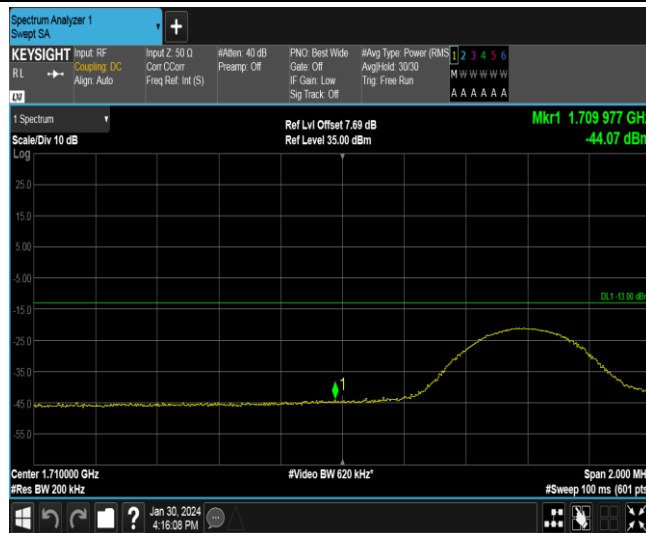 Spectrum Analyzer 1
Swept SA
+
KEYSIGHT
RL
Input: RF
Coupling: DC
Align: Auto
Input Z: 50 Ω
Corr CCorr
Freq Ref: Int (S)
#Atten: 40 dB
Preamp: Off
PNO: Best Wide
Gate: Off
IF Gain: Low
Sig Track: Off
#Avg Type: Power (RMS
Avg|Hold: 30/30
Trig: Free Run
1 2 3 4 5 6
M W W W W W
A A A A A A
1 Spectrum
Scale/Div 10 dB
Ref Lvl Offset 7.69 dB
Ref Level 35.00 dBm
Mkr1 1.709 977 GHz
-44.07 dBm
Log
25.0
15.0
5.00
-5.00
DL1 -13.00 dBm
-15.0
-25.0
-35.0
1
-45.0
-55.0
Center 1.710000 GHz
#Res BW 200 kHz
#Video BW 620 kHz*
Span 2.000 MH
#Sweep 100 ms (601 pts
?
Jan 30, 2024
4:16:08 PM